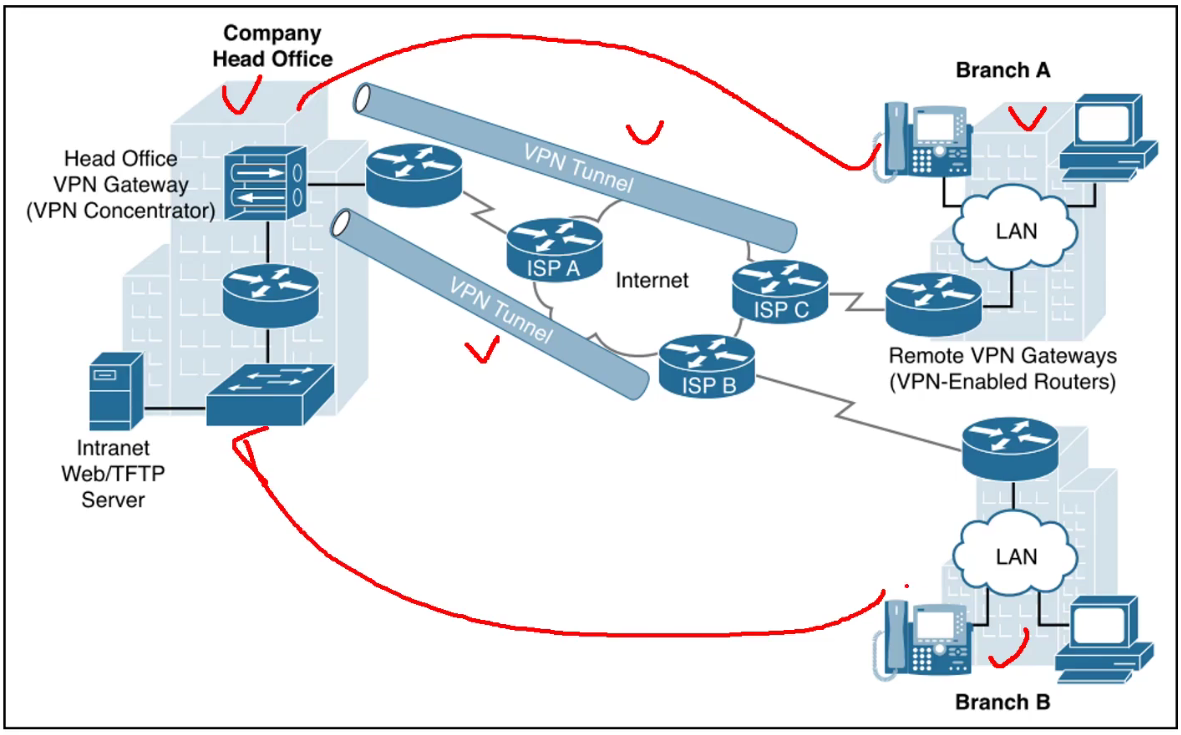 Company
Head Office
Branch A
Head Office
VPN Gateway
(VPN Concentrator)
VPN Tunnel
LAN
ISP A
Internet
VPN Tunnel
ISP C
ISP B
Remote VPN Gateways
(VPN-Enabled Routers)
Intranet
Web/TFTP
Server
LAN
Branch B